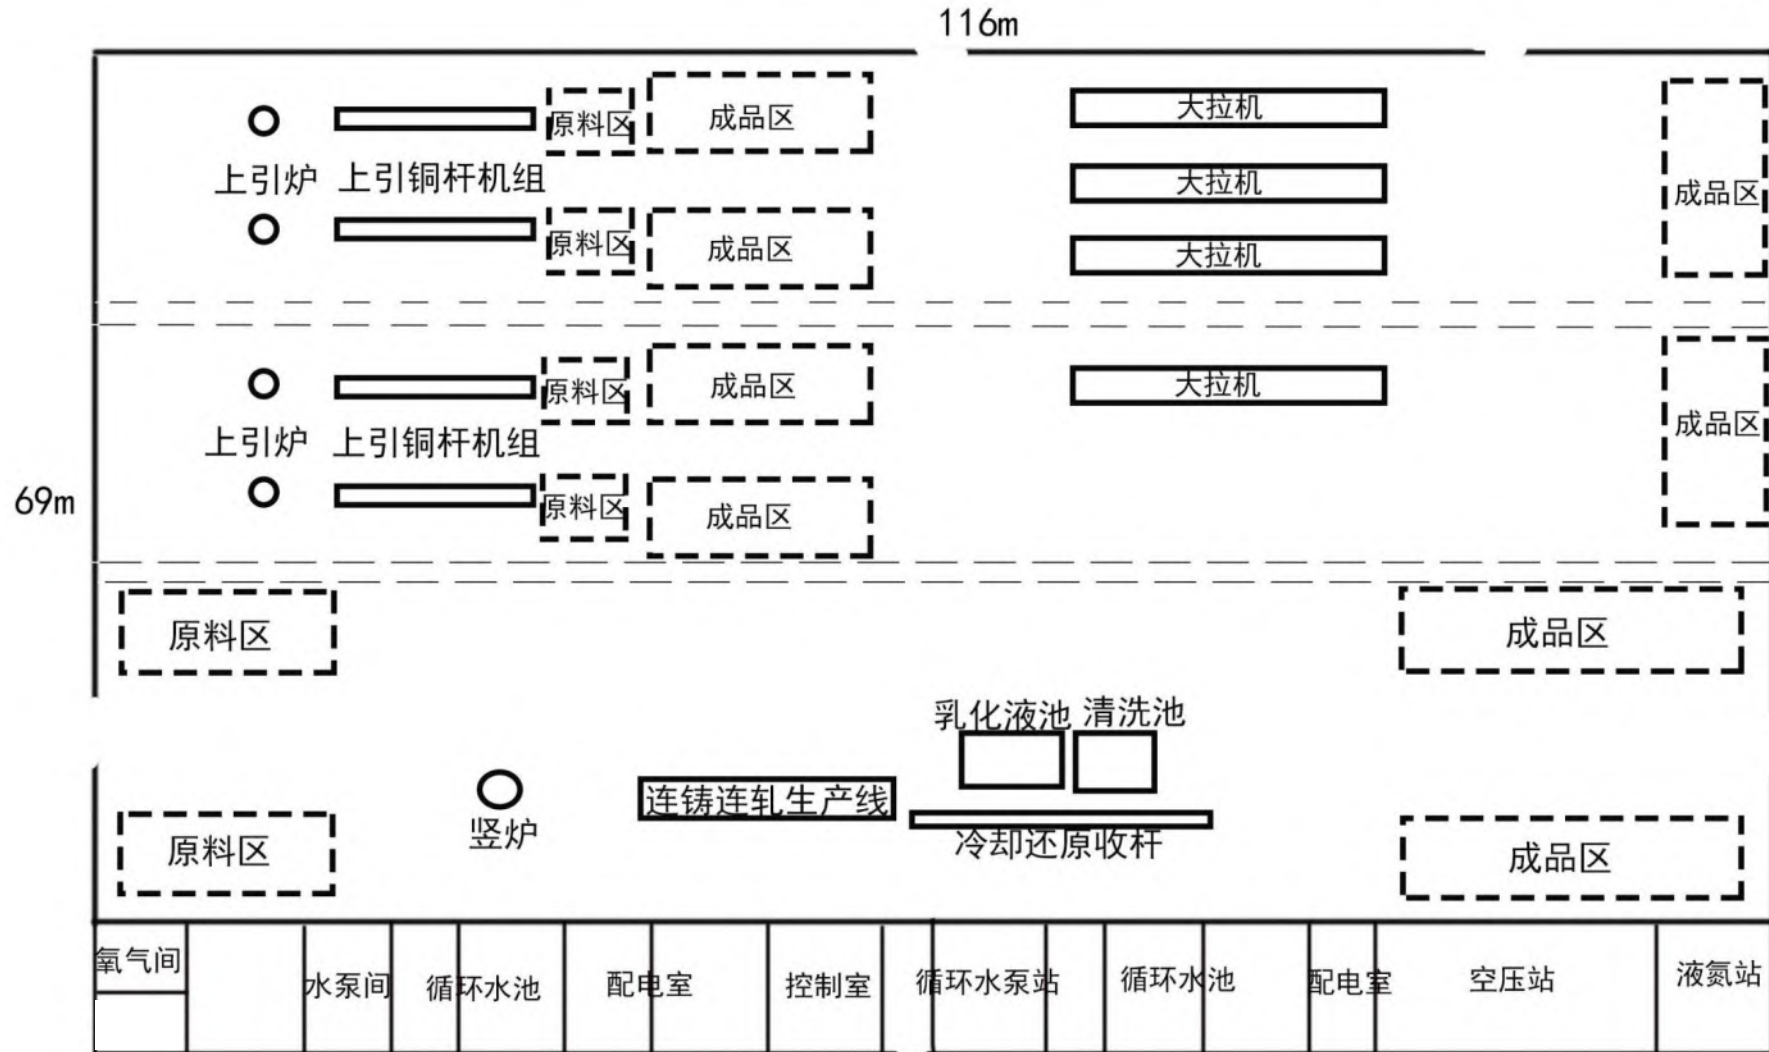 116m
原料区
成品区
大拉机
上引炉
上引铜杆机组
大拉机
成品区
原料区
成品区
大拉机
原料区
成品区
大拉机
上引炉
上引铜杆机组
成品区
69m
原料区
成品区
原料区
成品区
乳化液池
清洗池
连铸连轧生产线
竖炉
冷却还原收杆
原料区
成品区
氧气间
水泵间
循环水池
配电室
控制室
循环水泵站
循环水池
配电室
空压站
液氮站